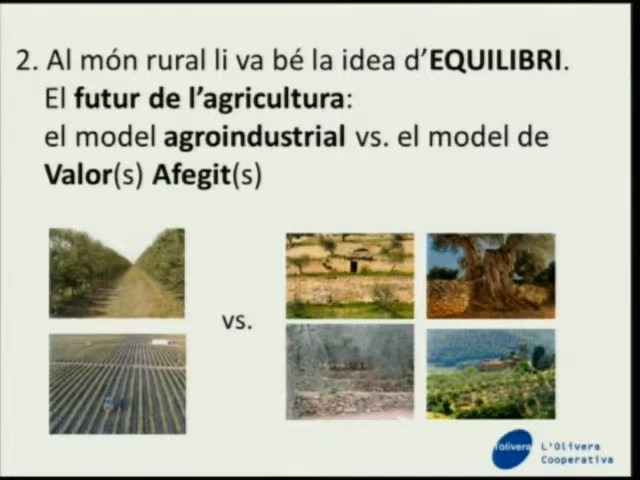 2. Al món rural li va bé la idea d’EQUILIBRI.
El futur de l’agricultura:
el model agroindustrial vs. el model de
Valor(s) Afegit(s)
vs.
l'olivera
L'Olivera
Cooperativa